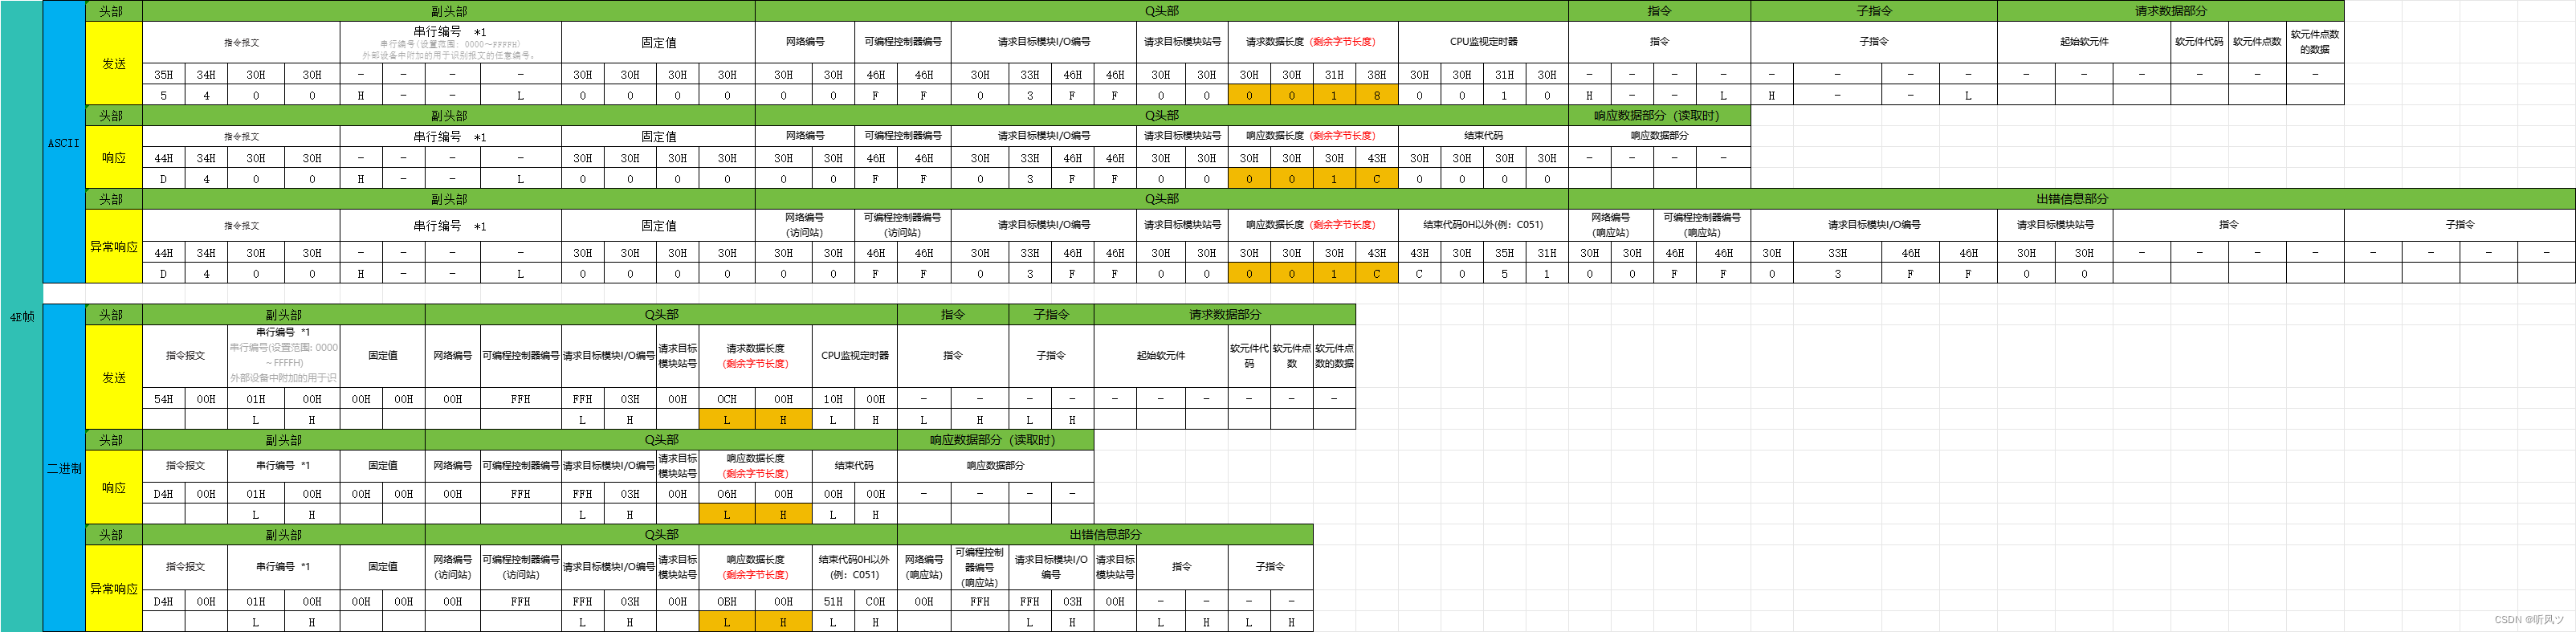 4E帧
ASCII
头部 副头部 Q头部 指令 子指令 请求数据部分
发送
指令报文 串行编号 *1 固定值 网络编号 可编程控制器编号 请求目标模块I/O编号 请求目标模块站号 请求数据长度 (剩余字节长度) CPU监视定时器 指令 子指令 起始软元件 软元件代码 软元件点数 软元件点数的数据
串行编号(设置范围: 0000～FFFFH)
外部设备中附加的用于识别报文的任意编号。
35H 34H 30H 30H - - - - 30H 30H 30H 30H 30H 30H 46H 46H 30H 33H 46H 46H 30H 30H 30H 30H 31H 38H 30H 30H 31H 30H - - - - - - - - - - - - - -
5 4 0 0 H - - L 0 0 0 0 0 0 F F 0 3 F F 0 0 0 0 1 8 0 0 1 0 H - - L H - - L
头部 副头部 Q头部 响应数据部分（读取时）
响应
指令报文 串行编号 *1 固定值 网络编号 可编程控制器编号 请求目标模块I/O编号 请求目标模块站号 响应数据长度 (剩余字节长度) 结束代码 响应数据部分
44H 34H 30H 30H - - - - 30H 30H 30H 30H 30H 30H 46H 46H 30H 33H 46H 46H 30H 30H 30H 30H 30H 43H 30H 30H 30H 30H - - - -
D 4 0 0 H - - L 0 0 0 0 0 0 F F 0 3 F F 0 0 0 0 1 C 0 0 0 0
头部 副头部 Q头部 出错信息部分
异常响应
指令报文 串行编号 *1 固定值 网络编号(访问站) 可编程控制器编号(访问站) 请求目标模块I/O编号 请求目标模块站号 响应数据长度 (剩余字节长度) 结束代码0H以外(例: C051) 网络编号(响应站) 可编程控制器编号(响应站) 请求目标模块I/O编号 请求目标模块站号 指令 子指令
44H 34H 30H 30H - - - - 30H 30H 30H 30H 30H 30H 46H 46H 30H 33H 46H 46H 30H 30H 30H 30H 30H 43H 43H 30H 35H 31H 30H 30H 46H 46H 30H 33H 46H 46H 30H 30H - - - - - - - -
D 4 0 0 H - - L 0 0 0 0 0 0 F F 0 3 F F 0 0 0 0 1 C C 0 5 1 0 0 F F 0 3 F F 0 0
二进制
头部 副头部 Q头部 指令 子指令 请求数据部分
发送
指令报文 串行编号 *1 固定值 网络编号 可编程控制器编号 请求目标模块I/O编号 请求目标模块站号 请求数据长度 (剩余字节长度) CPU监视定时器 指令 子指令 起始软元件 软元件代码 软元件点数 软元件点数的数据
串行编号(设置范围: 0000
～FFFFH)
外部设备中附加的用于识
54H 00H 01H 00H 00H 00H 00H FFH FFH 03H 00H 0CH 00H 10H 00H - - - - - - - - - -
L H L H L H L H L H L H
头部 副头部 Q头部 响应数据部分（读取时）
响应
指令报文 串行编号 *1 固定值 网络编号 可编程控制器编号 请求目标模块I/O编号 请求目标模块站号 响应数据长度 (剩余字节长度) 结束代码 响应数据部分
D4H 00H 01H 00H 00H 00H 00H FFH FFH 03H 00H 06H 00H 00H 00H - - - -
L H L H L H L H
头部 副头部 Q头部 出错信息部分
异常响应
指令报文 串行编号 *1 固定值 网络编号(访问站) 可编程控制器编号(访问站) 请求目标模块I/O编号 请求目标模块站号 响应数据长度 (剩余字节长度) 结束代码0H以外(例: C051) 网络编号(响应站) 可编程控制器编号(响应站) 请求目标模块I/O编号 请求目标模块站号 指令 子指令
D4H 00H 01H 00H 00H 00H 00H FFH FFH 03H 00H 0BH 00H 51H C0H 00H FFH FFH 03H 00H - - - -
L H L H L H L H L H L H L H
CSDN @听风ツ